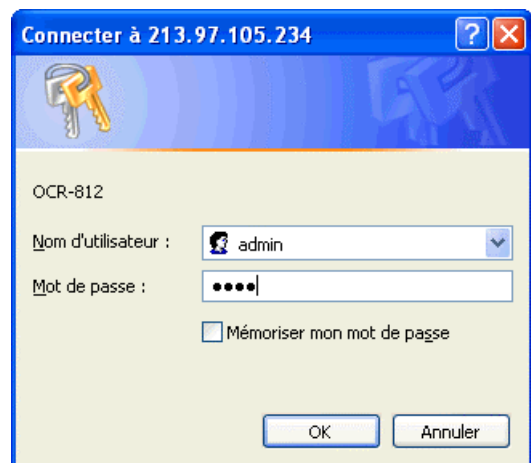 Connecter à 213.97.105.234
OCR-812
Nom d'utilisateur : admin
Mot de passe : ●●●●
Mémoriser mon mot de passe
OK Annuler